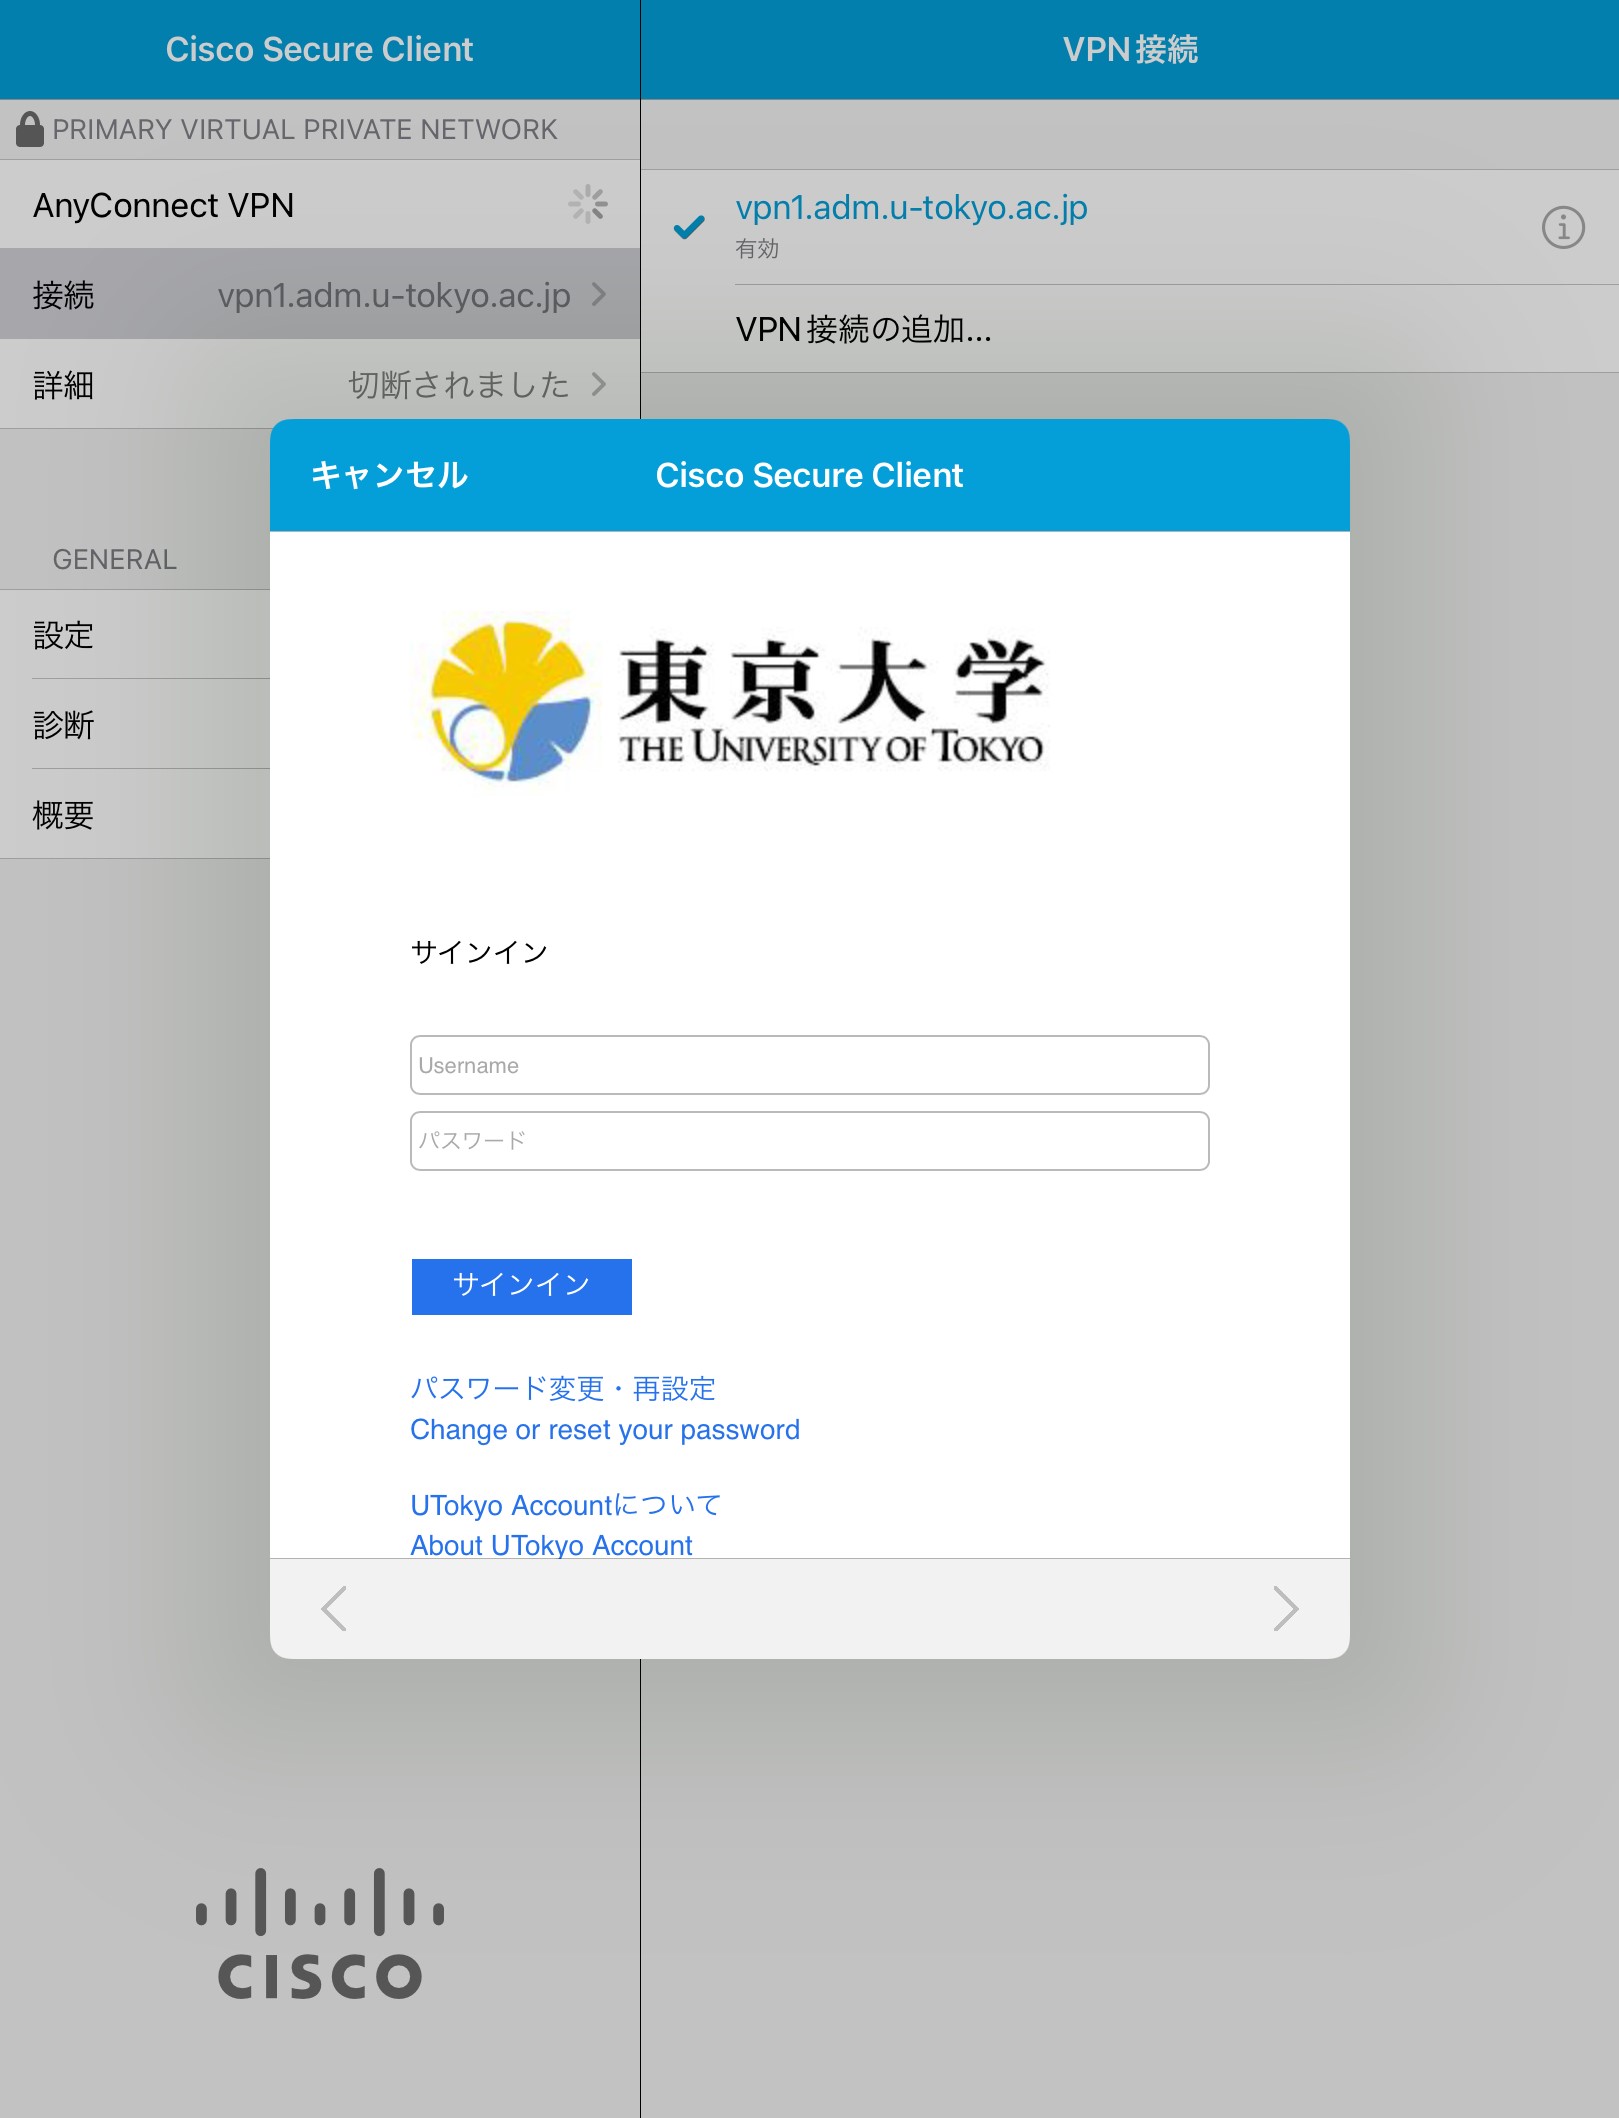 Cisco Secure Client
VPN接続
PRIMARY VIRTUAL PRIVATE NETWORK
AnyConnect VPN
接続
vpn1.adm.u-tokyo.ac.jp
詳細
切断されました
vpn1.adm.u-tokyo.ac.jp
有効
VPN接続の追加...
GENERAL
設定
診断
概要
キャンセル
Cisco Secure Client
東京大学
THE UNIVERSITY OF TOKYO
サインイン
Username
パスワード
サインイン
パスワード変更・再設定
Change or reset your password
UTokyo Accountについて
About UTokyo Account
CISCO